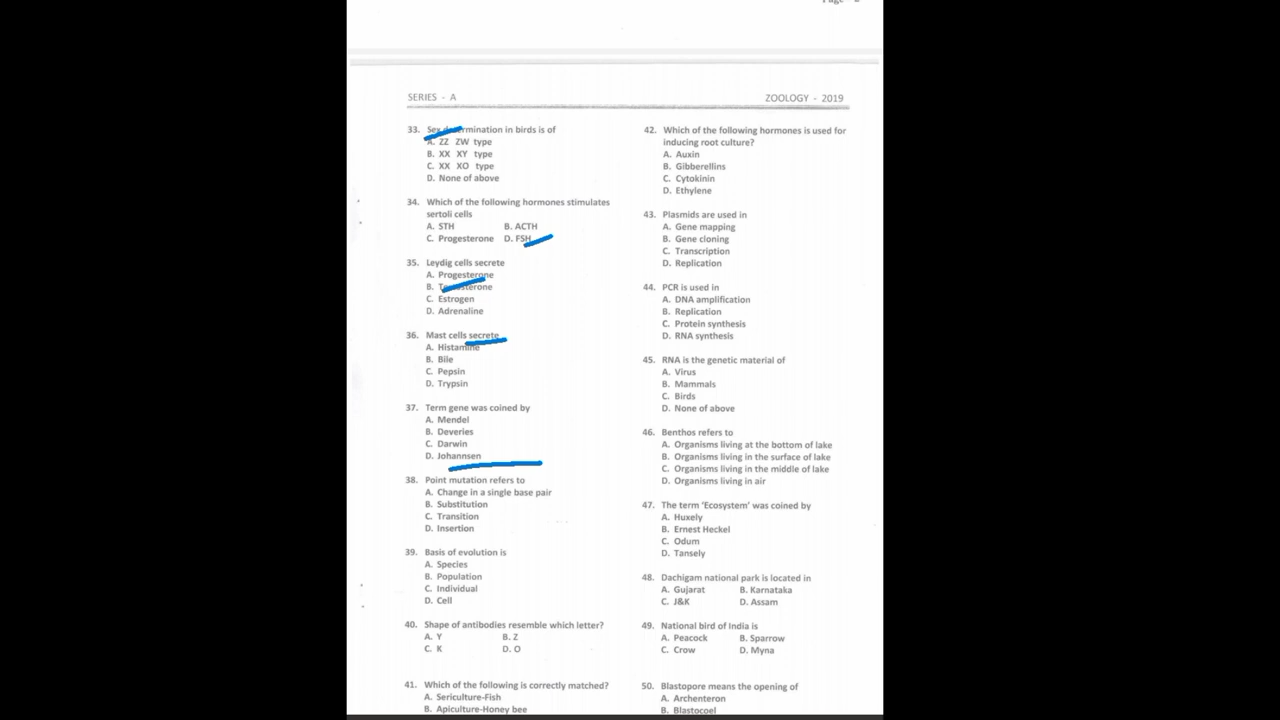 SERIES - A
ZOOLOGY - 2019
33. Sex determination in birds is of
A. ZZ ZW type
B. XX XY type
C. XX XO type
D. None of above
34. Which of the following hormones stimulates
sertoli cells
A. STH B. ACTH
C. Progesterone D. FSH
35. Leydig cells secrete
A. Progesterone
B. Testosterone
C. Estrogen
D. Adrenaline
36. Mast cells secrete
A. Histamine
B. Bile
C. Pepsin
D. Trypsin
37. Term gene was coined by
A. Mendel
B. Deveries
C. Darwin
D. Johannsen
38. Point mutation refers to
A. Change in a single base pair
B. Substitution
C. Transition
D. Insertion
39. Basis of evolution is
A. Species
B. Population
C. Individual
D. Cell
40. Shape of antibodies resemble which letter?
A. Y B. Z
C. K D. O
41. Which of the following is correctly matched?
A. Sericulture-Fish
B. Apiculture-Honey bee
42. Which of the following hormones is used for
inducing root culture?
A. Auxin
B. Gibberellins
C. Cytokinin
D. Ethylene
43. Plasmids are used in
A. Gene mapping
B. Gene cloning
C. Transcription
D. Replication
44. PCR is used in
A. DNA amplification
B. Replication
C. Protein synthesis
D. RNA synthesis
45. RNA is the genetic material of
A. Virus
B. Mammals
C. Birds
D. None of above
46. Benthos refers to
A. Organisms living at the bottom of lake
B. Organisms living in the surface of lake
C. Organisms living in the middle of lake
D. Organisms living in air
47. The term 'Ecosystem' was coined by
A. Huxely
B. Ernest Heckel
C. Odum
D. Tansely
48. Dachigam national park is located in
A. Gujarat B. Karnataka
C. J&K D. Assam
49. National bird of India is
A. Peacock B. Sparrow
C. Crow D. Myna
50. Blastopore means the opening of
A. Archenteron
B. Blastocoel